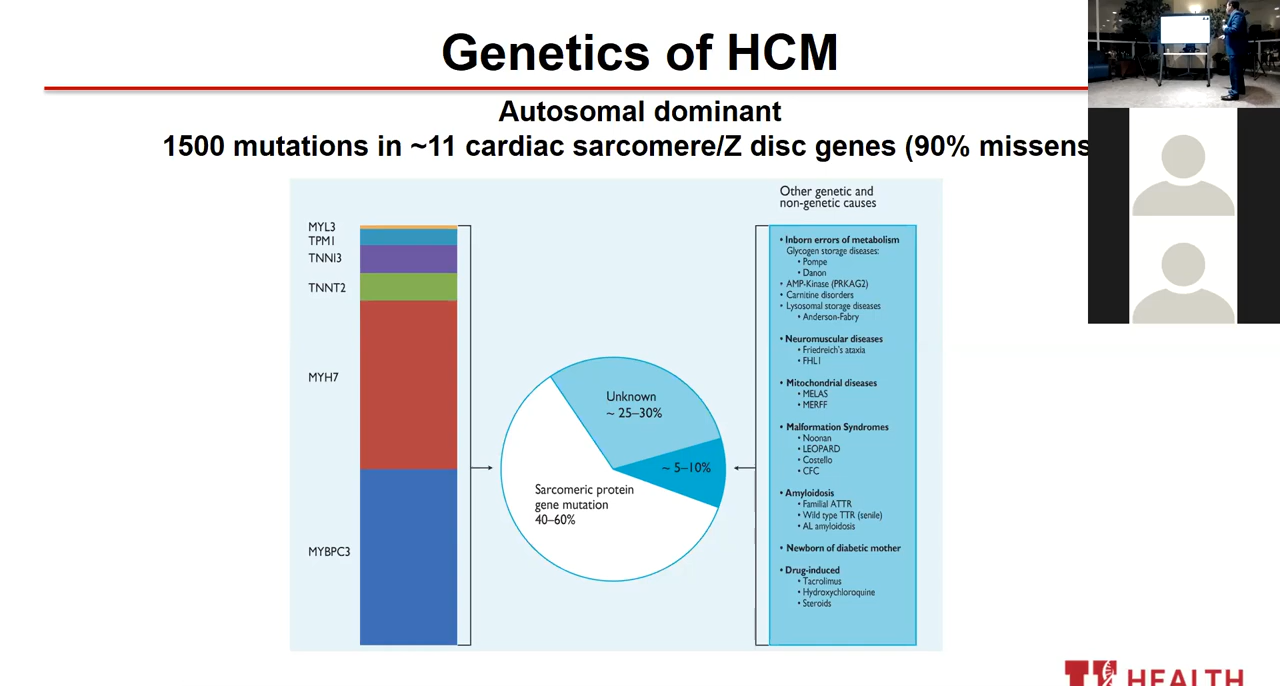 Genetics of HCM
Autosomal dominant
1500 mutations in ~11 cardiac sarcomere/Z disc genes (90% missens
MYL3
TPM1
TNNI3
TNNT2
MYH7
MYBPC3
Unknown
~ 25–30%
~ 5–10%
Sarcomeric protein
gene mutation
40–60%
Other genetic and
non-genetic causes
• Inborn errors of metabolism
Glycogen storage diseases:
• Pompe
• Danon
• AMP-Kinase (PRKAG2)
• Carnitine disorders
• Lysosomal storage diseases
• Anderson-Fabry
• Neuromuscular diseases
• Friedreich's ataxia
• FHL1
• Mitochondrial diseases
• MELAS
• MERFF
• Malformation Syndromes
• Noonan
• LEOPARD
• Costello
• CFC
• Amyloidosis
• Familial ATTR
• Wild type TTR (senile)
• AL amyloidosis
• Newborn of diabetic mother
• Drug-induced
• Tacrolimus
• Hydroxychloroquine
• Steroids
HEALTH